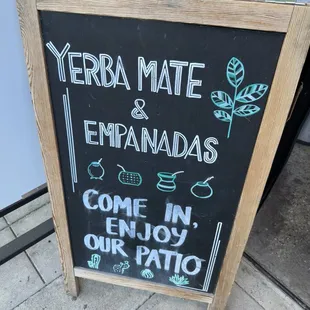 YERBA MATE
&
EMPANADAS
COME IN,
ENJOY
OUR PATIO